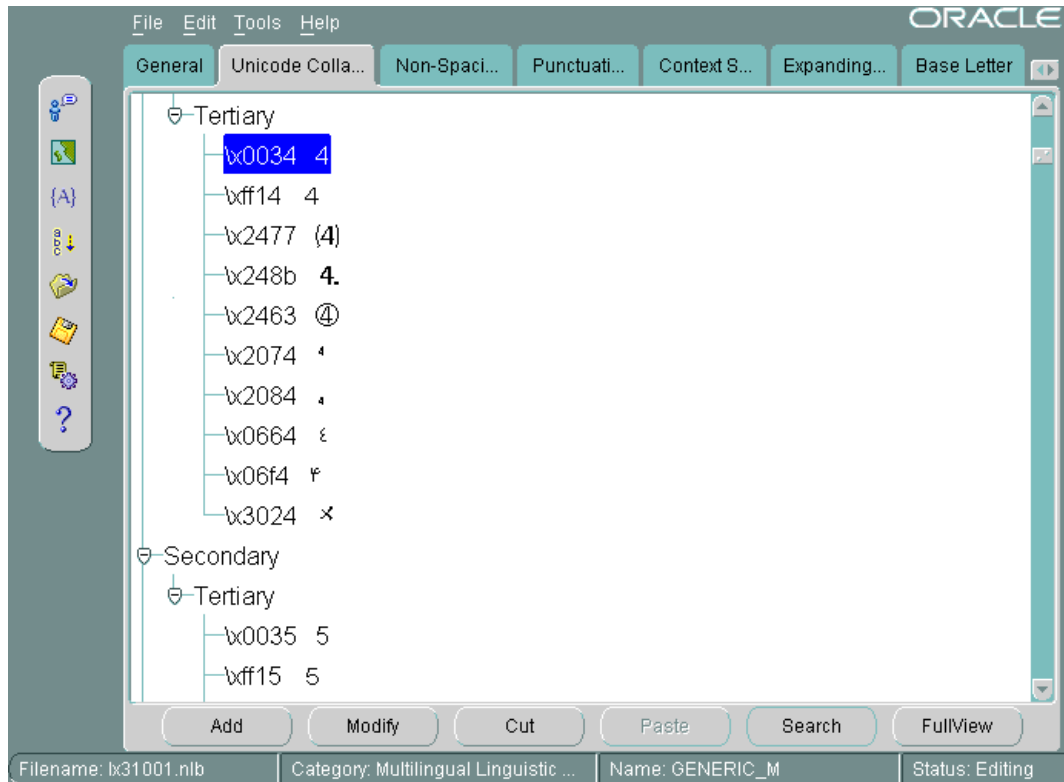 File Edit Tools Help ORACLE
General Unicode Colla... Non-Spaci... Punctuati... Context S... Expanding... Base Letter
Tertiary
\x0034 4
\xff14 4
\x2477 (4)
\x248b 4.
\x2463 ④
\x2074 ⁴
\x2084 ₄
\x0664 ٤
\x06f4 ۴
\x3024 〤
Secondary
Tertiary
\x0035 5
\xff15 5
{A}
a
b
c
?
Add Modify Cut Paste Search FullView
Filename: lx31001.nlb Category: Multilingual Linguistic ... Name: GENERIC_M Status: Editing